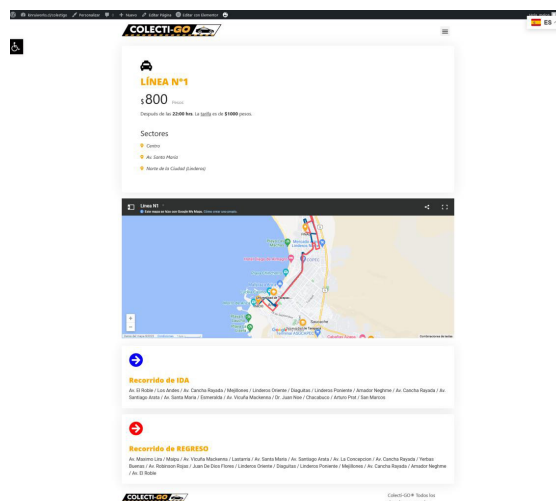 Personalizar
+ Nuevo
Editar Página
Editar con Elementor
COLECTI-GO
ES
LÍNEA N°1
$800 Pesos
Después de las 22:00 hrs. La tarifa es de $1000 pesos.
Sectores
Centro
Av. Santa María
Norte de la Ciudad (Linderos)
Línea N1
Recorrido de IDA
Av. El Roble / Los Andes / Av. Cancha Rayada / Mejillones / Linderos Oriente / Diaguitas / Linderos Poniente / Amador Neghme / Av. Cancha Rayada / Av.
Santiago Arata / Av. Santa María / Esmeralda / Av. Vicuña Mackenna / Dr. Juan Noe / Chacabuco / Arturo Prat / San Marcos
Recorrido de REGRESO
Av. Maximo Lira / Maipu / Av. Vicuña Mackenna / Lastarria / Av. Santa María / Av. Santiago Arata / Av. La Concepcion / Av. Cancha Rayada / Yerbas
Buenas / Av. Robinson Rojas / Juan De Dios Flores / Linderos Oriente / Diaguitas / Linderos Poniente / Mejillones / Av. Cancha Rayada / Amador Neghme
/ Av. El Roble
COLECTI-GO
Colecti-GO® Todos los